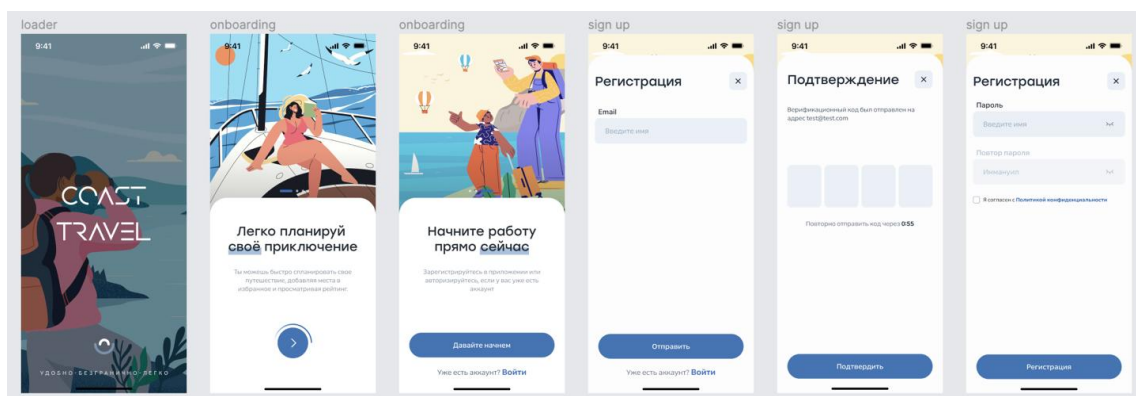 loader
9:41
COAST
TRAVEL
УДОБНО·БЕЗГРАНИЧНО·ЛЕГКО
onboarding
9:41
Легко планируй
своё приключение
Ты можешь быстро спланировать свое
путешествие, добавляя места в
избранное и просматривая рейтинг
onboarding
9:41
Начните работу
прямо сейчас
Зарегистрируйтесь в приложении или
авторизируйтесь, если у вас уже есть
аккаунт
Давайте начнем
Уже есть аккаунт? Войти
sign up
9:41
Регистрация
Email
Введите имя
Отправить
Уже есть аккаунт? Войти
sign up
9:41
Подтверждение
Верификационный код был отправлен на
адрес test@test.com
Повторно отправить код через 0:55
Подтвердить
sign up
9:41
Регистрация
Пароль
Введите имя
Повтор пароля
Иммануил
Я согласен с Политикой конфиденциальности
Регистрация